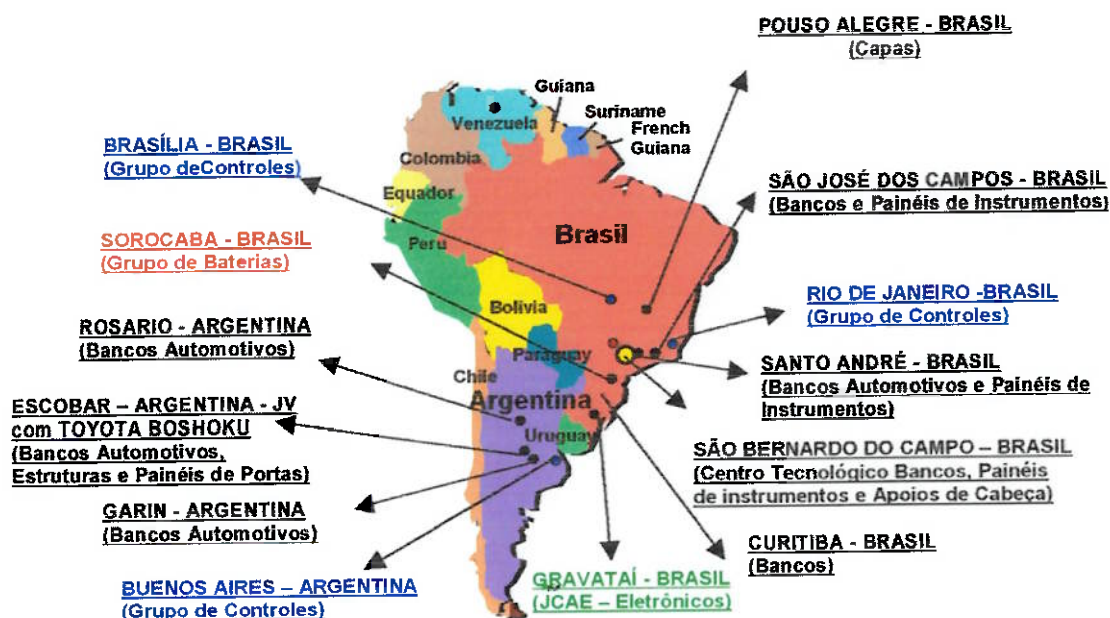 POUSO ALEGRE - BRASIL
(Capas)
Guiana
Suriname
French
Guiana
Venezuela
Colombia
Equador
Peru
Brasil
Bolivia
Paraguay
Chile
Argentina
Uruguay
BRASÍLIA - BRASIL
(Grupo deControles)
SOROCABA - BRASIL
(Grupo de Baterias)
ROSARIO - ARGENTINA
(Bancos Automotivos)
ESCOBAR – ARGENTINA - JV
com TOYOTA BOSHOKU
(Bancos Automotivos,
Estruturas e Painéis de Portas)
GARIN - ARGENTINA
(Bancos Automotivos)
BUENOS AIRES – ARGENTINA
(Grupo de Controles)
SÃO JOSÉ DOS CAMPOS - BRASIL
(Bancos e Painéis de Instrumentos)
RIO DE JANEIRO -BRASIL
(Grupo de Controles)
SANTO ANDRÉ - BRASIL
(Bancos Automotivos e Painéis de
Instrumentos)
SÃO BERNARDO DO CAMPO – BRASIL
(Centro Tecnológico Bancos, Painéis
de instrumentos e Apoios de Cabeça)
CURITIBA - BRASIL
(Bancos)
GRAVATAÍ - BRASIL
(JCAE – Eletrônicos)